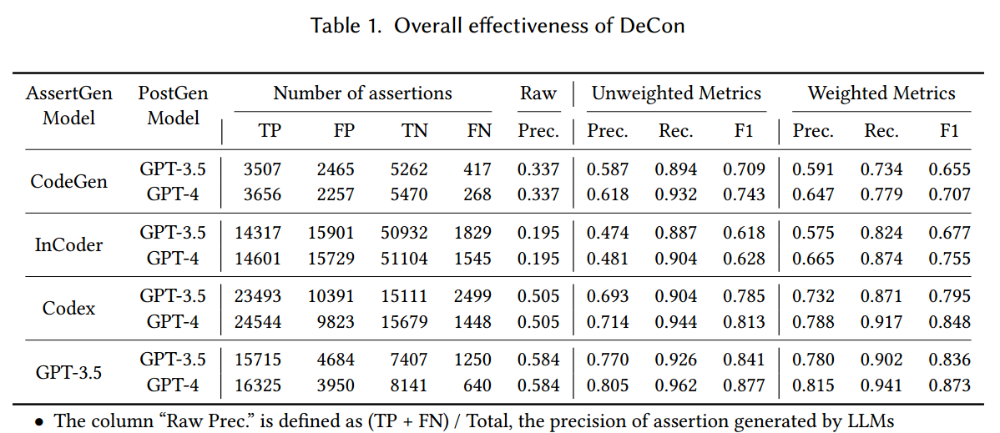 Table 1. Overall effectiveness of DeCon
AssertGen Model PostGen Model Number of assertions Raw Unweighted Metrics Weighted Metrics
TP FP TN FN Prec. Prec. Rec. F1 Prec. Rec. F1
CodeGen GPT-3.5 3507 2465 5262 417 0.337 0.587 0.894 0.709 0.591 0.734 0.655
GPT-4 3656 2257 5470 268 0.337 0.618 0.932 0.743 0.647 0.779 0.707
InCoder GPT-3.5 14317 15901 50932 1829 0.195 0.474 0.887 0.618 0.575 0.824 0.677
GPT-4 14601 15729 51104 1545 0.195 0.481 0.904 0.628 0.665 0.874 0.755
Codex GPT-3.5 23493 10391 15111 2499 0.505 0.693 0.904 0.785 0.732 0.871 0.795
GPT-4 24544 9823 15679 1448 0.505 0.714 0.944 0.813 0.788 0.917 0.848
GPT-3.5 GPT-3.5 15715 4684 7407 1250 0.584 0.770 0.926 0.841 0.780 0.902 0.836
GPT-4 16325 3950 8141 640 0.584 0.805 0.962 0.877 0.815 0.941 0.873
• The column “Raw Prec.” is defined as (TP + FN) / Total, the precision of assertion generated by LLMs